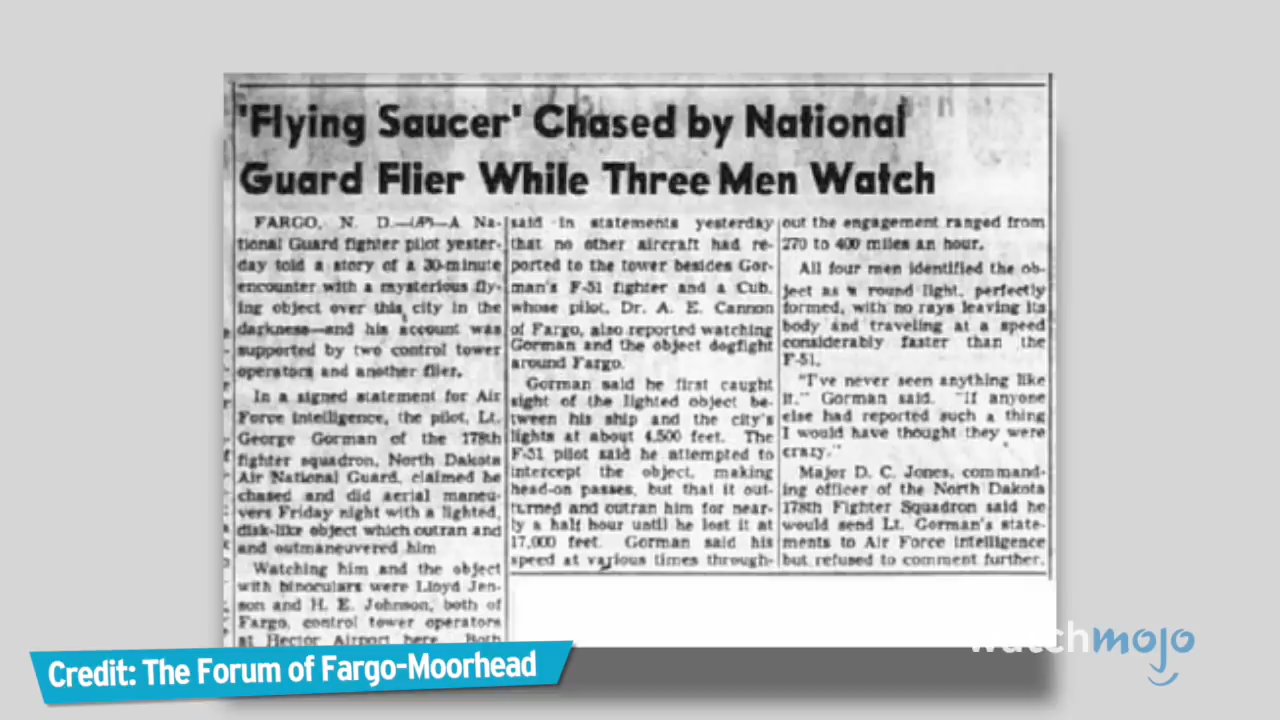 'Flying Saucer' Chased by National
Guard Flier While Three Men Watch
FARGO, N. D.—(AP)—A Na-
tional Guard fighter pilot yester-
day told a story of a 30-minute
encounter with a mysterious fly-
ing object over this city in the
darkness—and his account was
supported by two control tower
operators and another flier.
In a signed statement for Air
Force intelligence, the pilot, Lt.
George Gorman of the 178th
fighter squadron, North Dakota
Air National Guard, claimed he
chased and did aerial maneu-
vers Friday night with a lighted,
disk-like object which outran and
and outmaneuvered him
Watching him and the object
with binoculars were Lloyd Jen-
son and H. E. Johnson, both of
Fargo, control tower operators
at Hector Airport here. Both
said in statements yesterday
that no other aircraft had re-
ported to the tower besides Gor-
man's F-51 fighter and a Cub,
whose pilot, Dr. A. E. Cannon
of Fargo, also reported watching
Gorman and the object dogfight
around Fargo.
Gorman said he first caught
sight of the lighted object be-
tween his ship and the city's
lights at about 4,500 feet. The
F-51 pilot said he attempted to
intercept the object, making
head-on passes, but that it out-
turned and outran him for near-
ly a half hour until he lost it at
17,000 feet. Gorman said his
speed at various times through-
out the engagement ranged from
270 to 400 miles an hour.
All four men identified the ob-
ject as a round light, perfectly
formed, with no rays leaving its
body and traveling at a speed
considerably faster than the
F-51.
"I've never seen anything like
it," Gorman said. "If anyone
else had reported such a thing
I would have thought they were
crazy."
Major D. C. Jones, command-
ing officer of the North Dakota
178th Fighter Squadron said he
would send Lt. Gorman's state-
ments to Air Force intelligence
but refused to comment further.
Credit: The Forum of Fargo-Moorhead
watchmojo